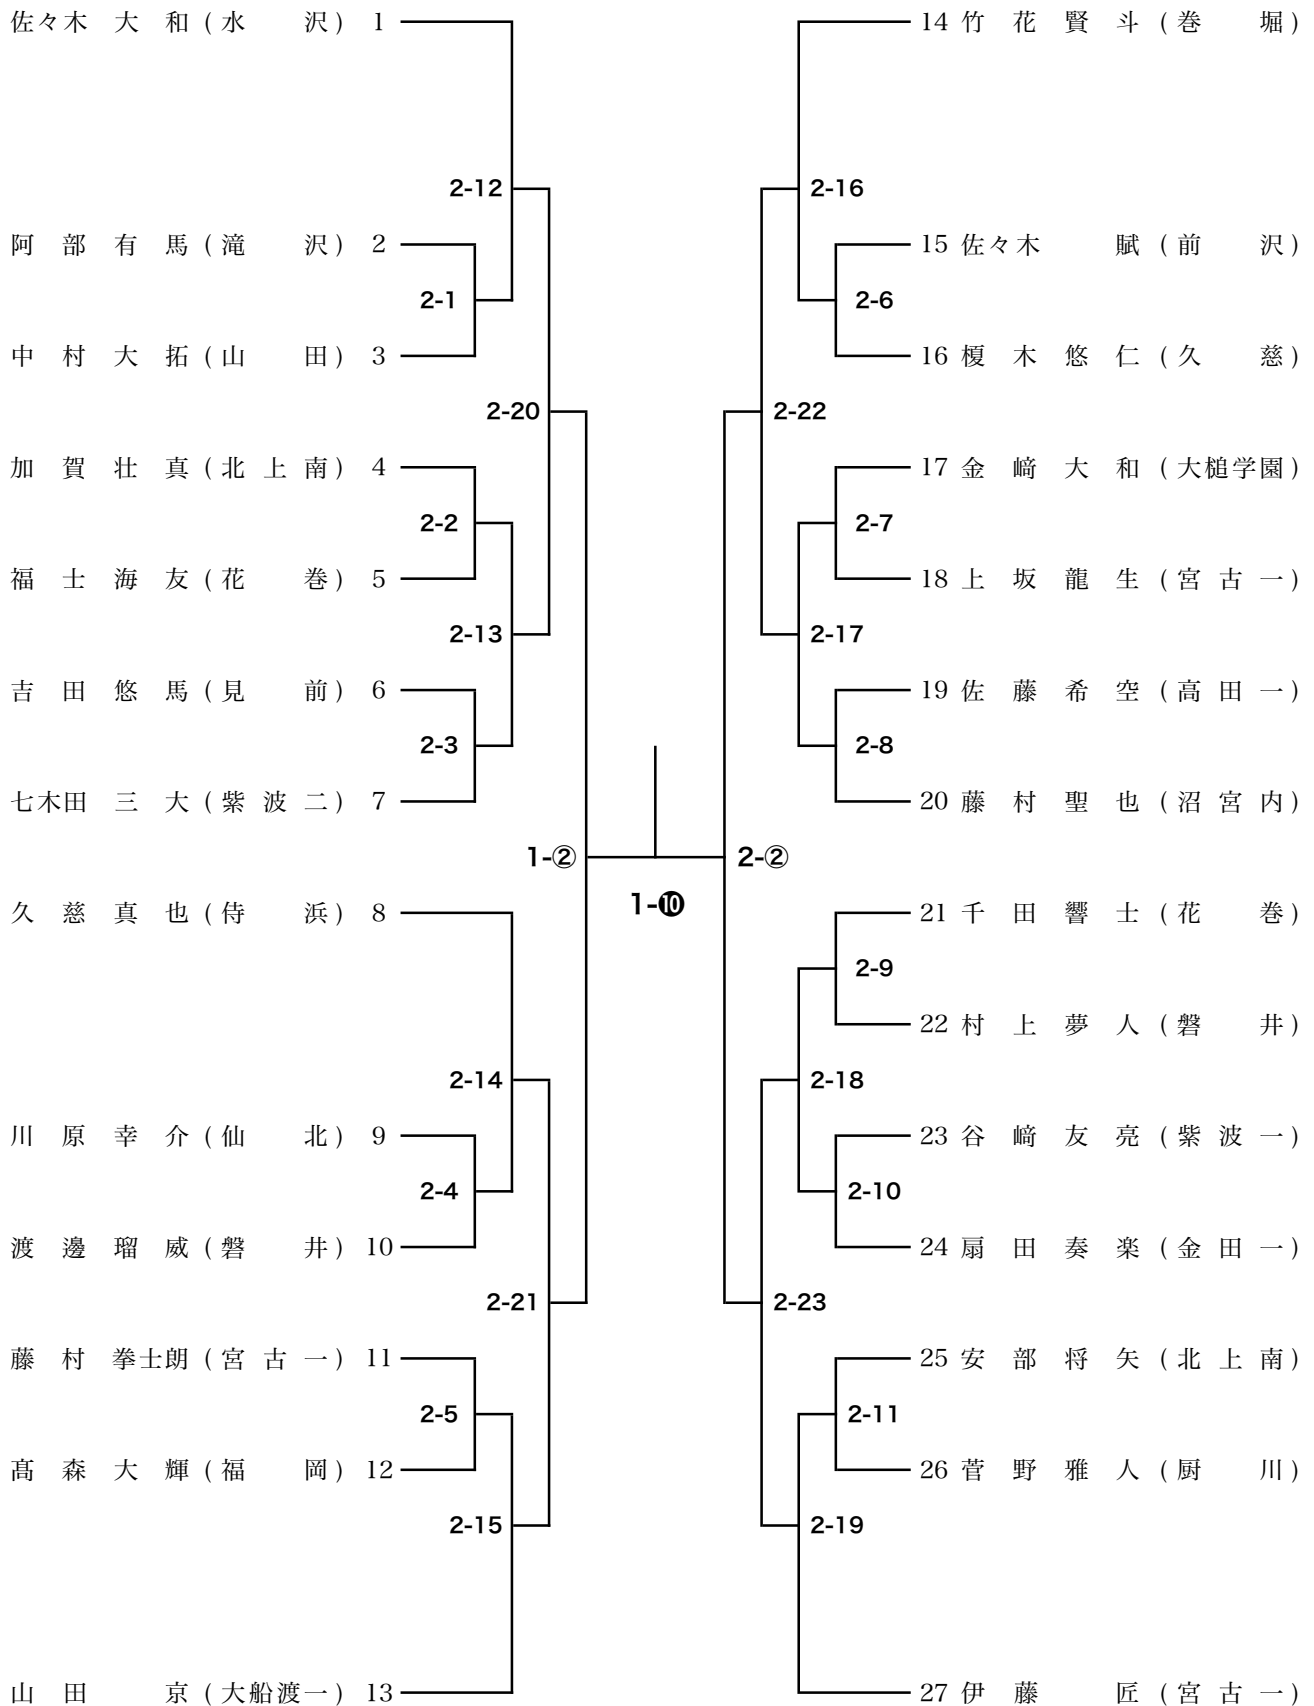 佐々木 大 和 ( 水 沢 ) 1
2-12
阿 部 有 馬 ( 滝 沢 ) 2
2-1
中 村 大 拓 ( 山 田 ) 3
2-20
加 賀 壮 真 ( 北 上 南 ) 4
2-2
福 士 海 友 ( 花 巻 ) 5
2-13
吉 田 悠 馬 ( 見 前 ) 6
2-3
七木田 三 大 ( 紫 波 二 ) 7
1-②
久 慈 真 也 ( 侍 浜 ) 8
2-14
川 原 幸 介 ( 仙 北 ) 9
2-4
渡 邊 瑠 威 ( 磐 井 ) 10
2-21
藤 村 拳士朗 ( 宮 古 一 ) 11
2-5
髙 森 大 輝 ( 福 岡 ) 12
2-15
山 田 京 ( 大船渡一 ) 13
1-❿
14 竹 花 賢 斗 ( 巻 堀 )
2-16
15 佐々木 賦 ( 前 沢 )
2-6
16 榎 木 悠 仁 ( 久 慈 )
2-22
17 金 﨑 大 和 ( 大槌学園 )
2-7
18 上 坂 龍 生 ( 宮 古 一 )
2-17
19 佐 藤 希 空 ( 高 田 一 )
2-8
20 藤 村 聖 也 ( 沼 宮 内 )
2-②
21 千 田 響 士 ( 花 巻 )
2-9
22 村 上 夢 人 ( 磐 井 )
2-18
23 谷 﨑 友 亮 ( 紫 波 一 )
2-10
24 扇 田 奏 楽 ( 金 田 一 )
2-23
25 安 部 将 矢 ( 北 上 南 )
2-11
26 菅 野 雅 人 ( 厨 川 )
2-19
27 伊 藤 匠 ( 宮 古 一 )